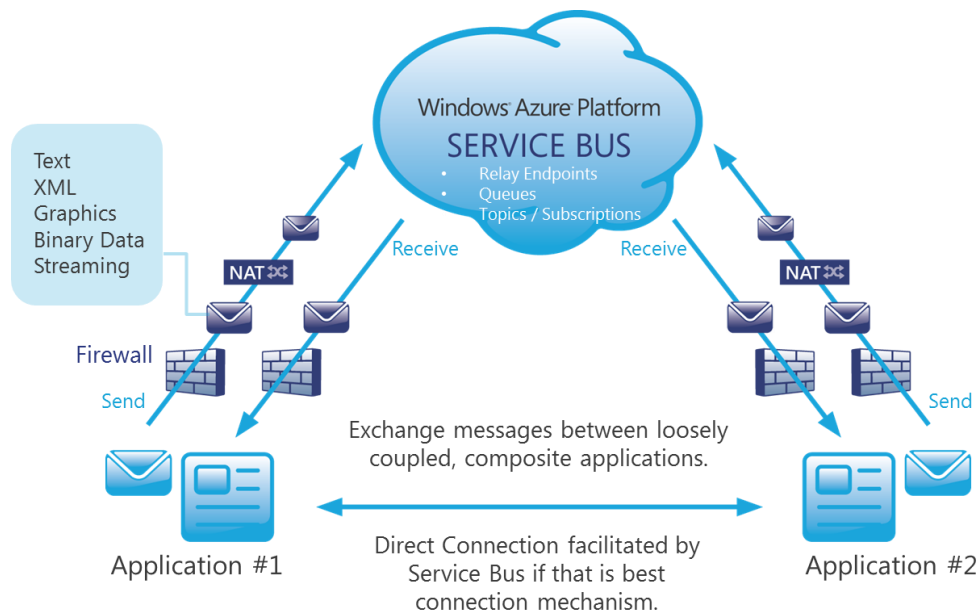 Windows Azure Platform
SERVICE BUS
• Relay Endpoints
• Queues
Topics / Subscriptions
Text
XML
Graphics
Binary Data
Streaming
Receive
Receive
NAT
NAT
Firewall
Send
Send
Exchange messages between loosely
coupled, composite applications.
Direct Connection facilitated by
Service Bus if that is best
connection mechanism.
Application #1
Application #2